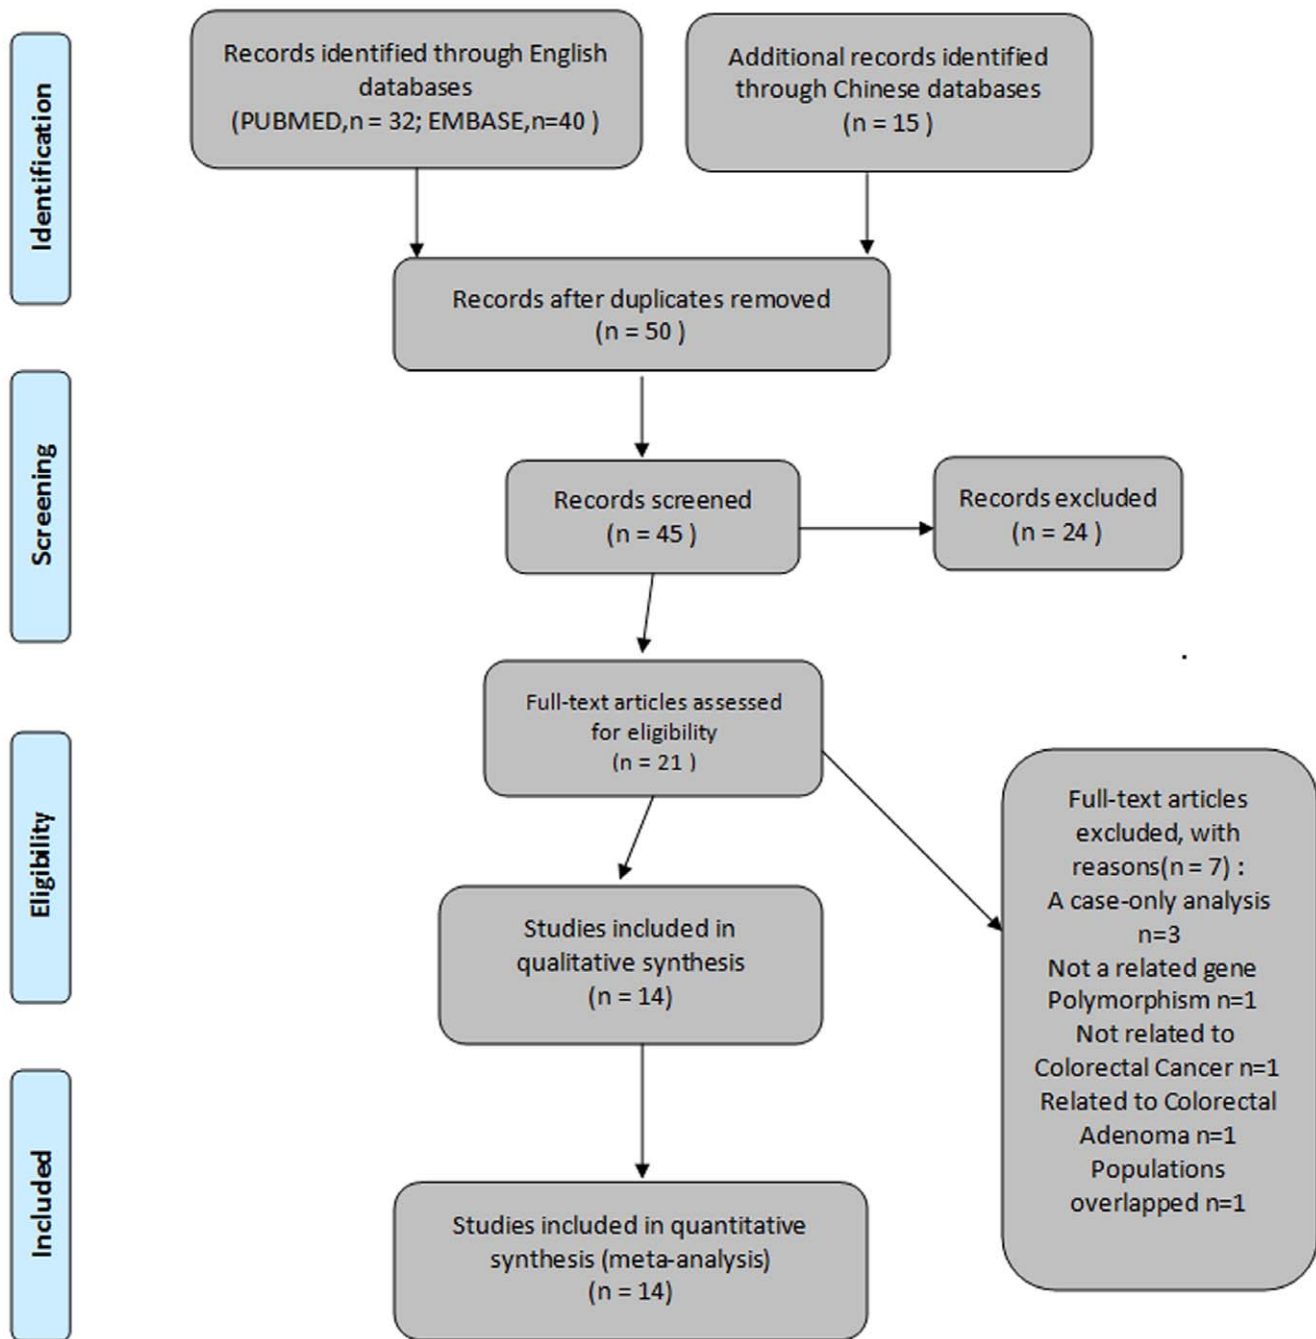 Identification
Records identified through English
databases
(PUBMED,n = 32; EMBASE,n=40 )
Additional records identified
through Chinese databases
(n = 15 )
Records after duplicates removed
(n = 50 )
Screening
Records screened
(n = 45 )
Records excluded
(n = 24 )
Full-text articles assessed
for eligibility
(n = 21 )
Eligibility
Full-text articles
excluded, with
reasons(n = 7) :
A case-only analysis
n=3
Not a related gene
Polymorphism n=1
Not related to
Colorectal Cancer n=1
Related to Colorectal
Adenoma n=1
Populations
overlapped n=1
Studies included in
qualitative synthesis
(n = 14)
Included
Studies included in quantitative
synthesis (meta-analysis)
(n = 14 )